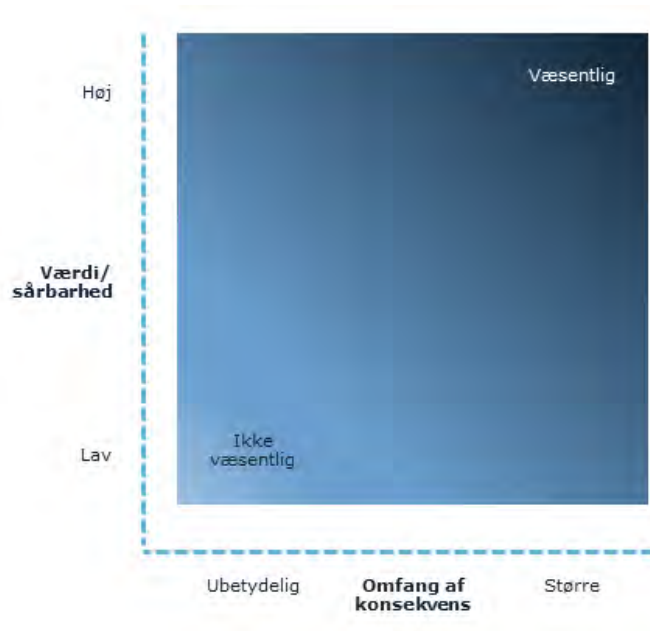 Væsentlig
Høj
Værdi/
sårbarhed
Ikke
væsentlig
Lav
Ubetydelig
Omfang af
konsekvens
Større